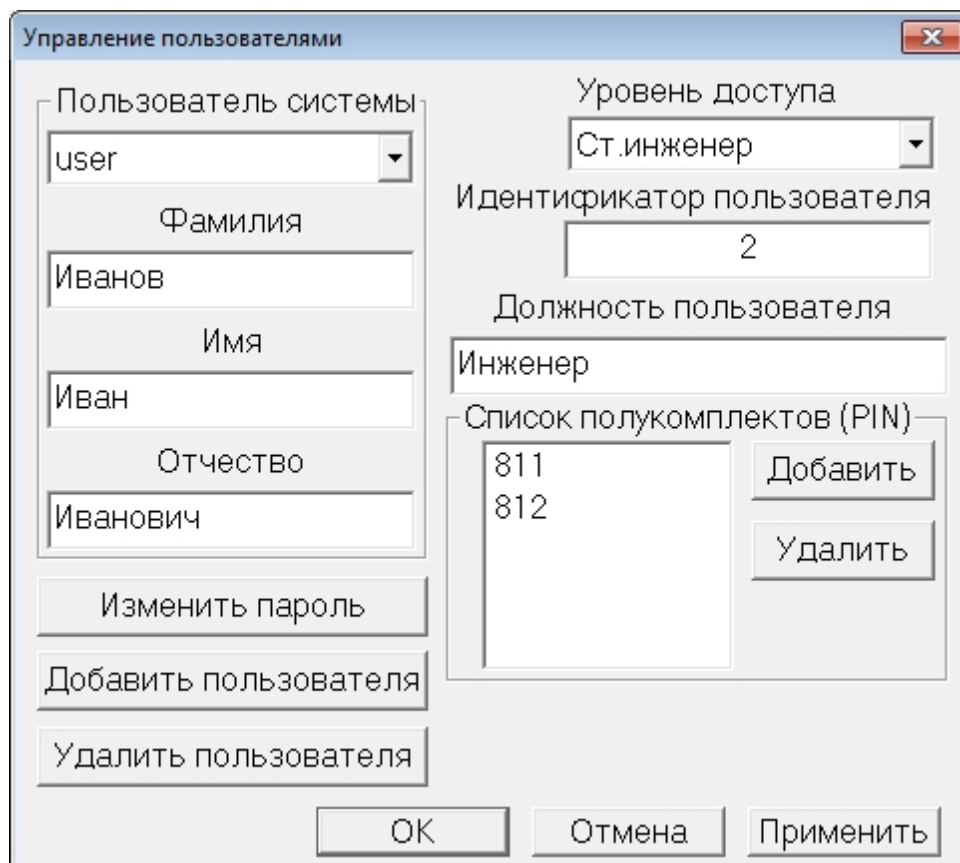 Управление пользователями
Пользователь системы
user
Фамилия
Иванов
Имя
Иван
Отчество
Иванович
Изменить пароль
Добавить пользователя
Удалить пользователя
Уровень доступа
Ст.инженер
Идентификатор пользователя
2
Должность пользователя
Инженер
Список полукомплектов (PIN)
811
812
Добавить
Удалить
OK
Отмена
Применить